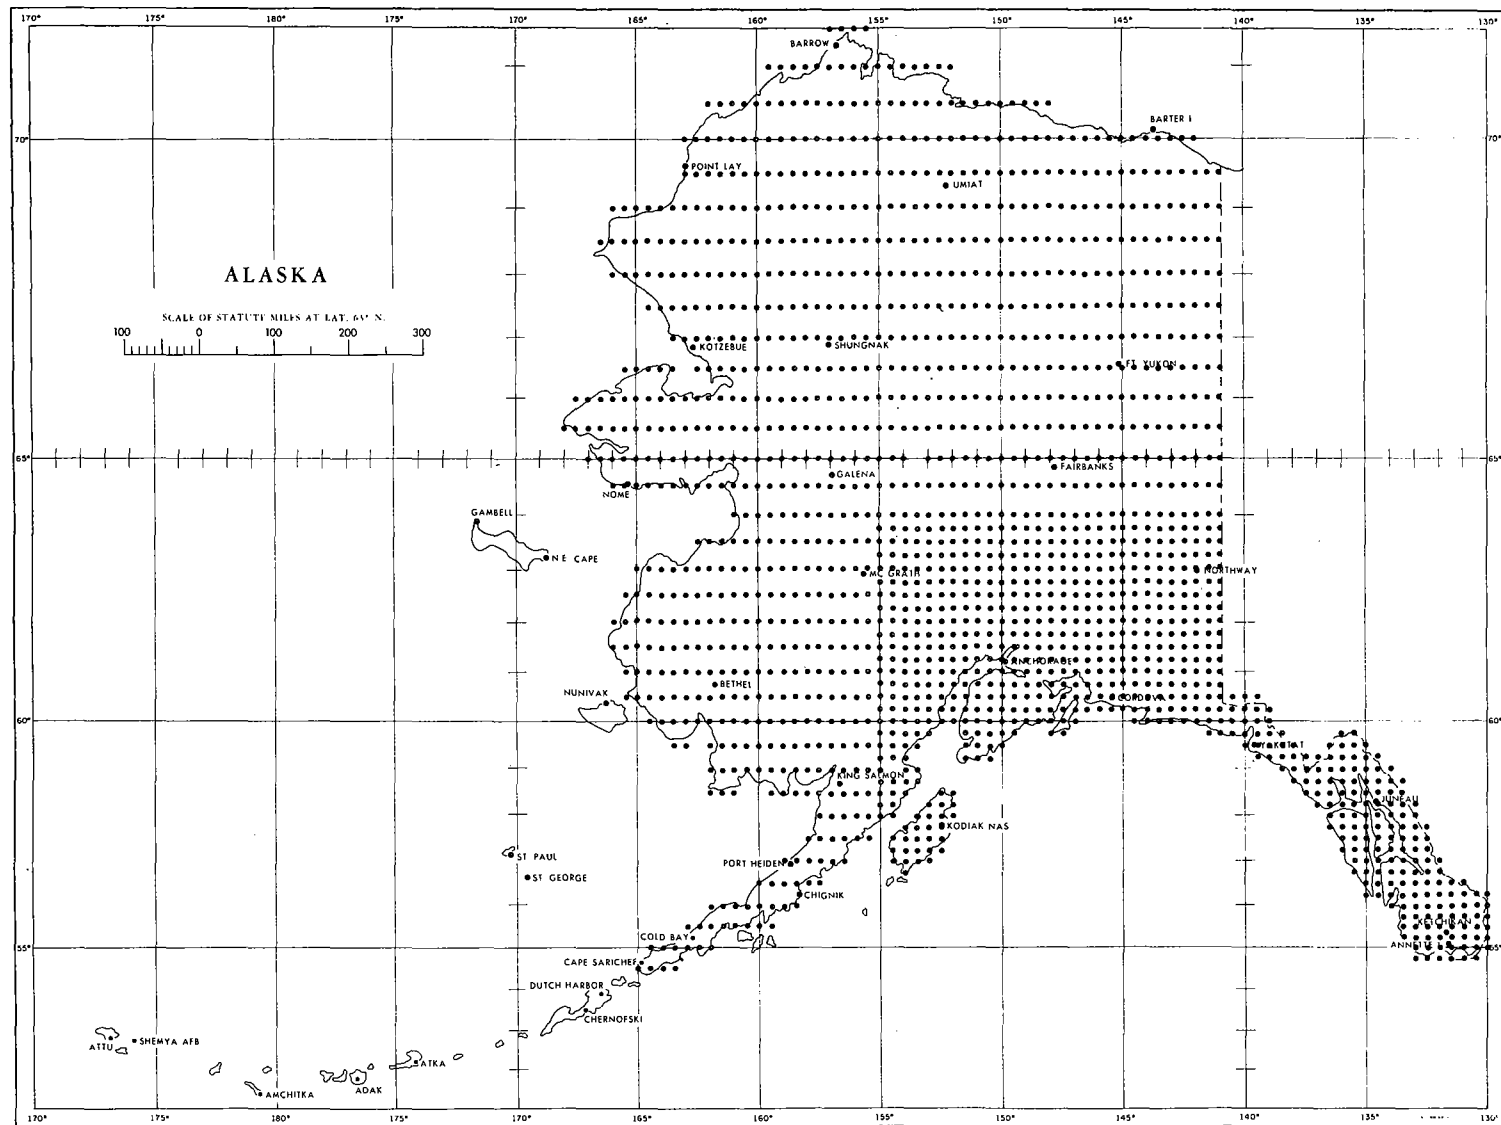 170° 175° 180° 175° 170° 165° 160° 155° 150° 145° 140° 135° 130°
BARROW
BARTER I
70° 70°
POINT LAY
UMIAT
ALASKA
SCALE OF STATUTE MILES AT LAT. 65° N.
100 0 100 200 300
KOTZEBUE
SHUNGNAK
FT. YUKON
65° 65°
GALENA
FAIRBANKS
NOME
GAMBELL
N E CAPE
MC GRATH
NORTHWAY
ANCHORAGE
BETHEL
NUNIVAK
CORDOVA
60° 60°
YAKUTAT
KING SALMON
JUNEAU
KODIAK NAS
ST PAUL
PORT HEIDEN
ST GEORGE
CHIGNIK
KETCHIKAN
COLD BAY
ANNETTE I
55° 55°
CAPE SARICHEF
DUTCH HARBOR
CHERNOFSKI
SHEMYA AFB
ATTU
ATKA
ADAK
AMCHITKA
170° 175° 180° 175° 170° 165° 160° 155° 150° 145° 140° 135° 130°